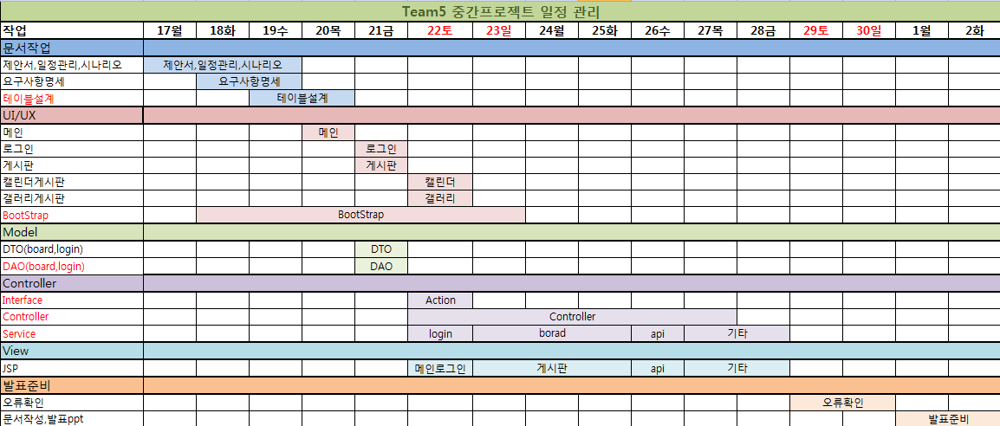 Team5 중간프로젝트 일정 관리
작업 17월 18화 19수 20목 21금 22토 23일 24월 25화 26수 27목 28금 29토 30일 1월 2화
문서작업
제안서,일정관리,시나리오 제안서,일정관리,시나리오
요구사항명세 요구사항명세
테이블설계 테이블설계
UI/UX
메인 메인
로그인 로그인
게시판 게시판
캘린더게시판 캘린더
갤러리게시판 갤러리
BootStrap BootStrap
Model
DTO(board,login) DTO
DAO(board,login) DAO
Controller
Interface Action
Controller Controller
Service login borad api 기타
View
JSP 메인로그인 게시판 api 기타
발표준비
오류확인 오류확인
문서작성,발표ppt 발표준비